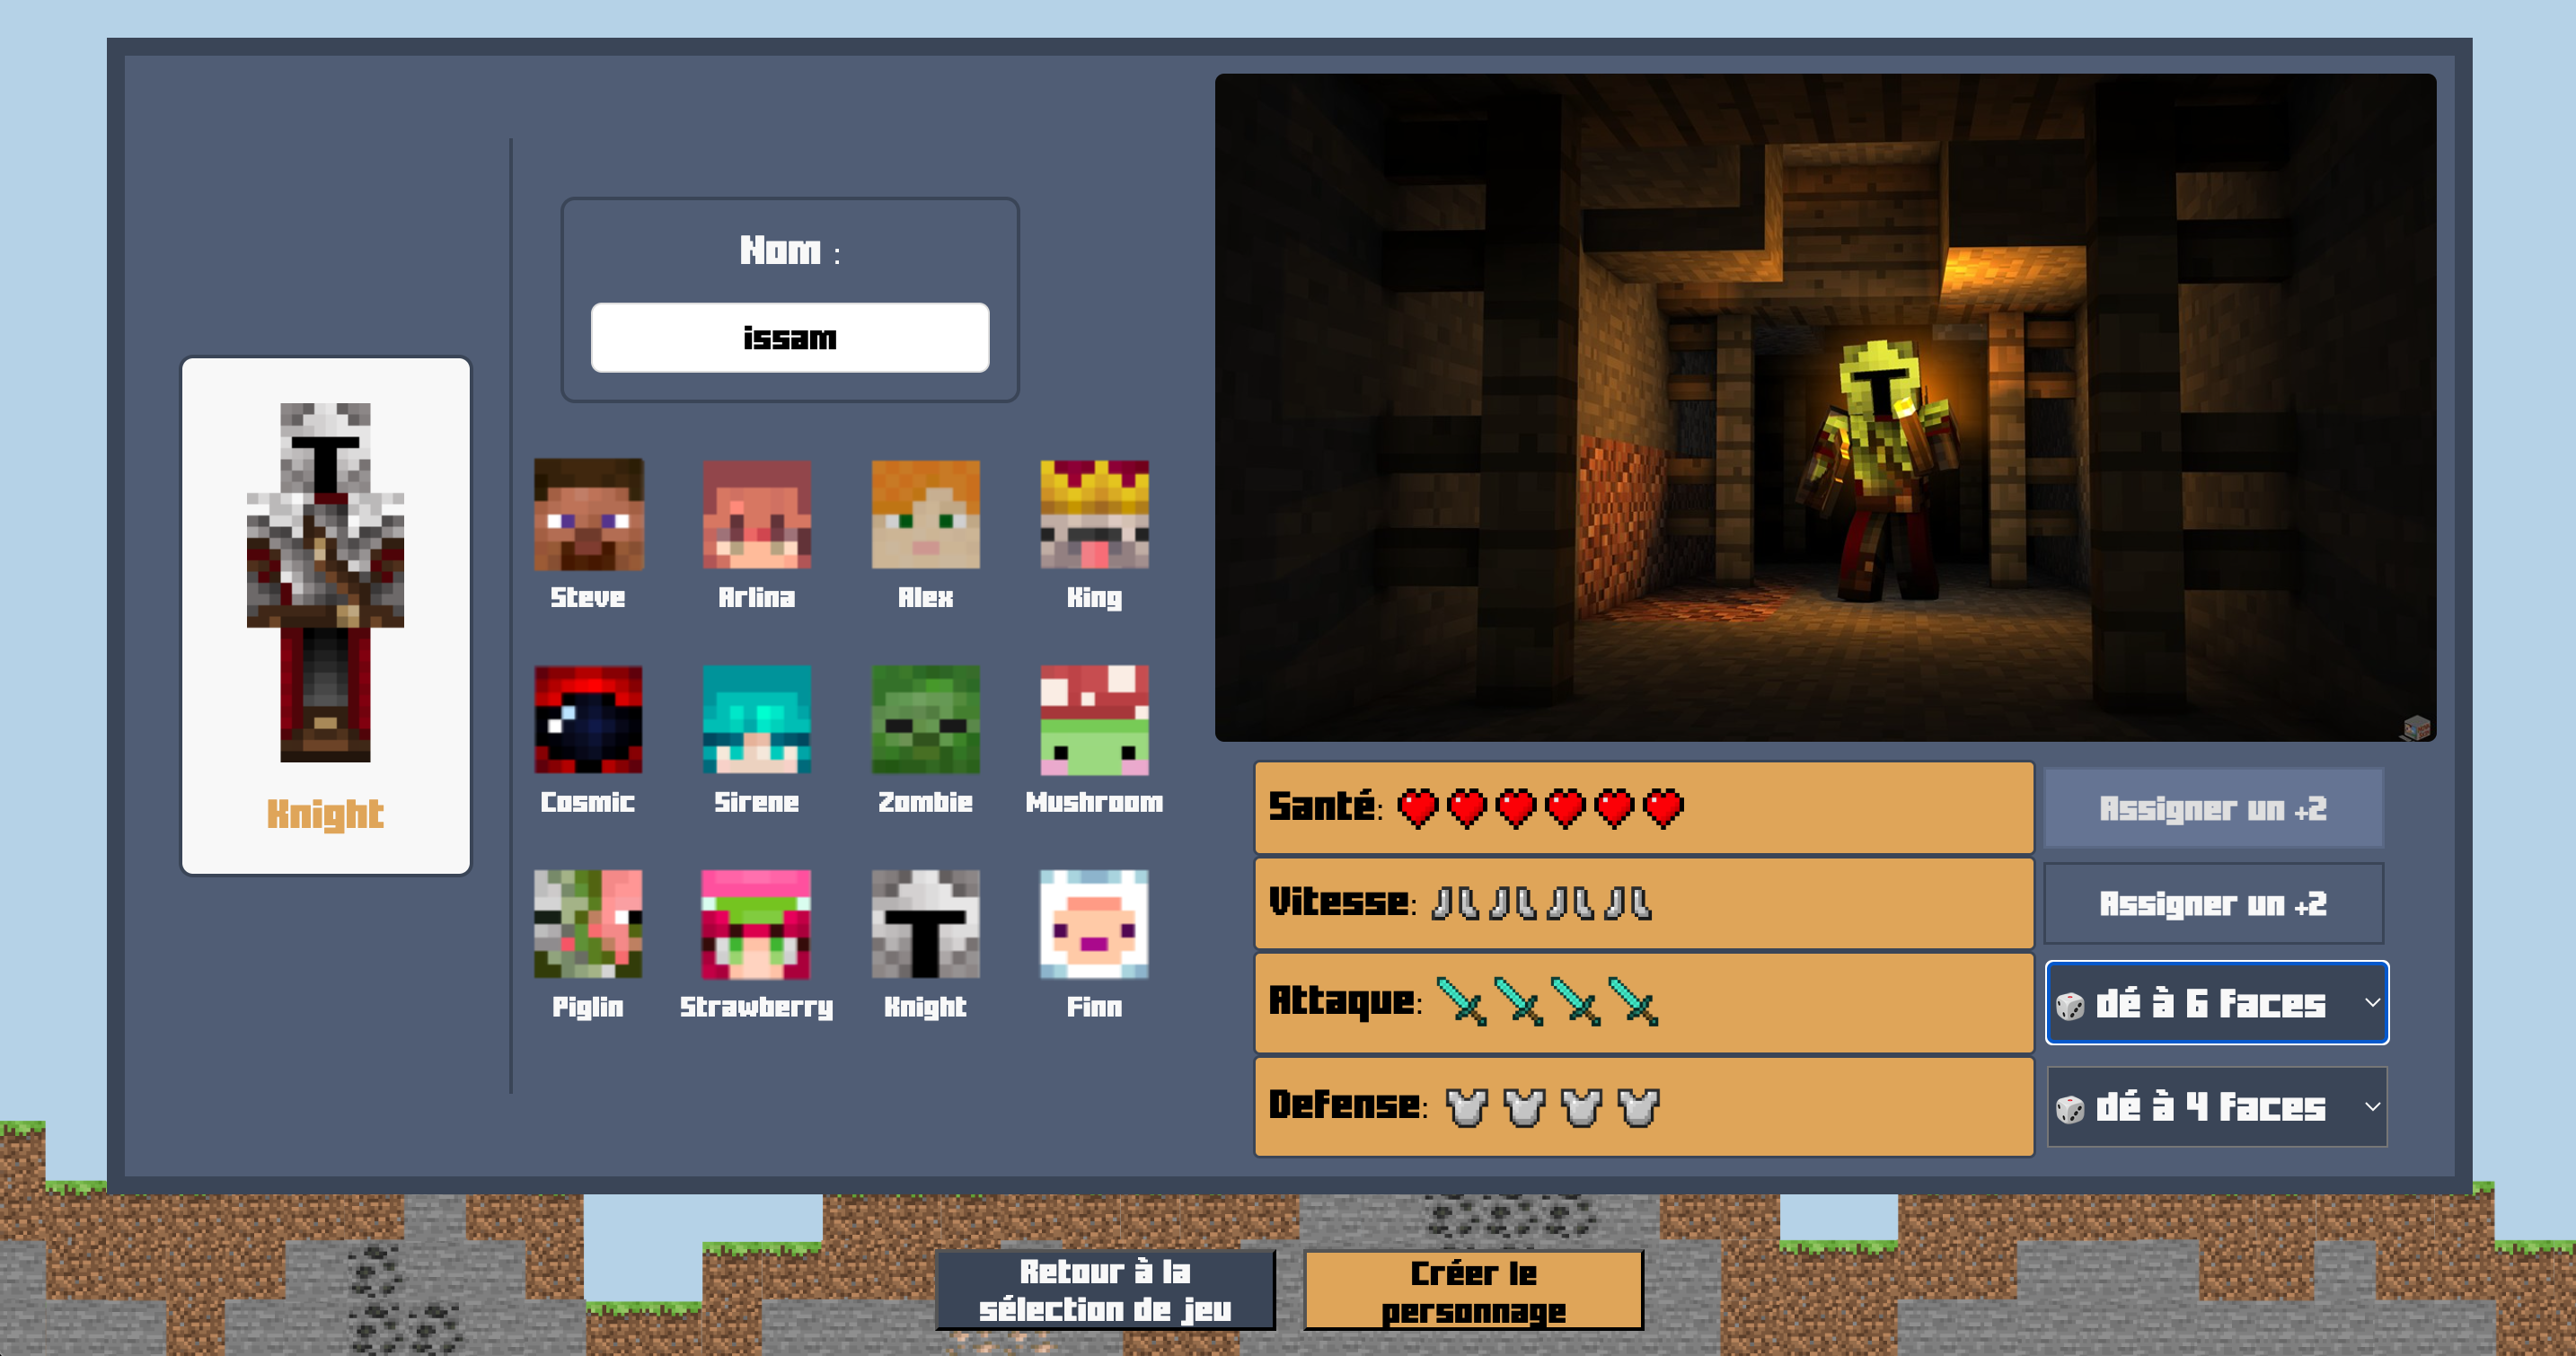 Nom :
issam
Steve
Arlina
Alex
King
Cosmic
Sirene
Zombie
Mushroom
Piglin
Strawberry
Knight
Finn
Knight
Santé:
Assigner un +2
Vitesse:
Assigner un +2
Attaque:
dé à 6 faces
Defense:
dé à 4 faces
Retour à la
sélection de jeu
Créer le
personnage